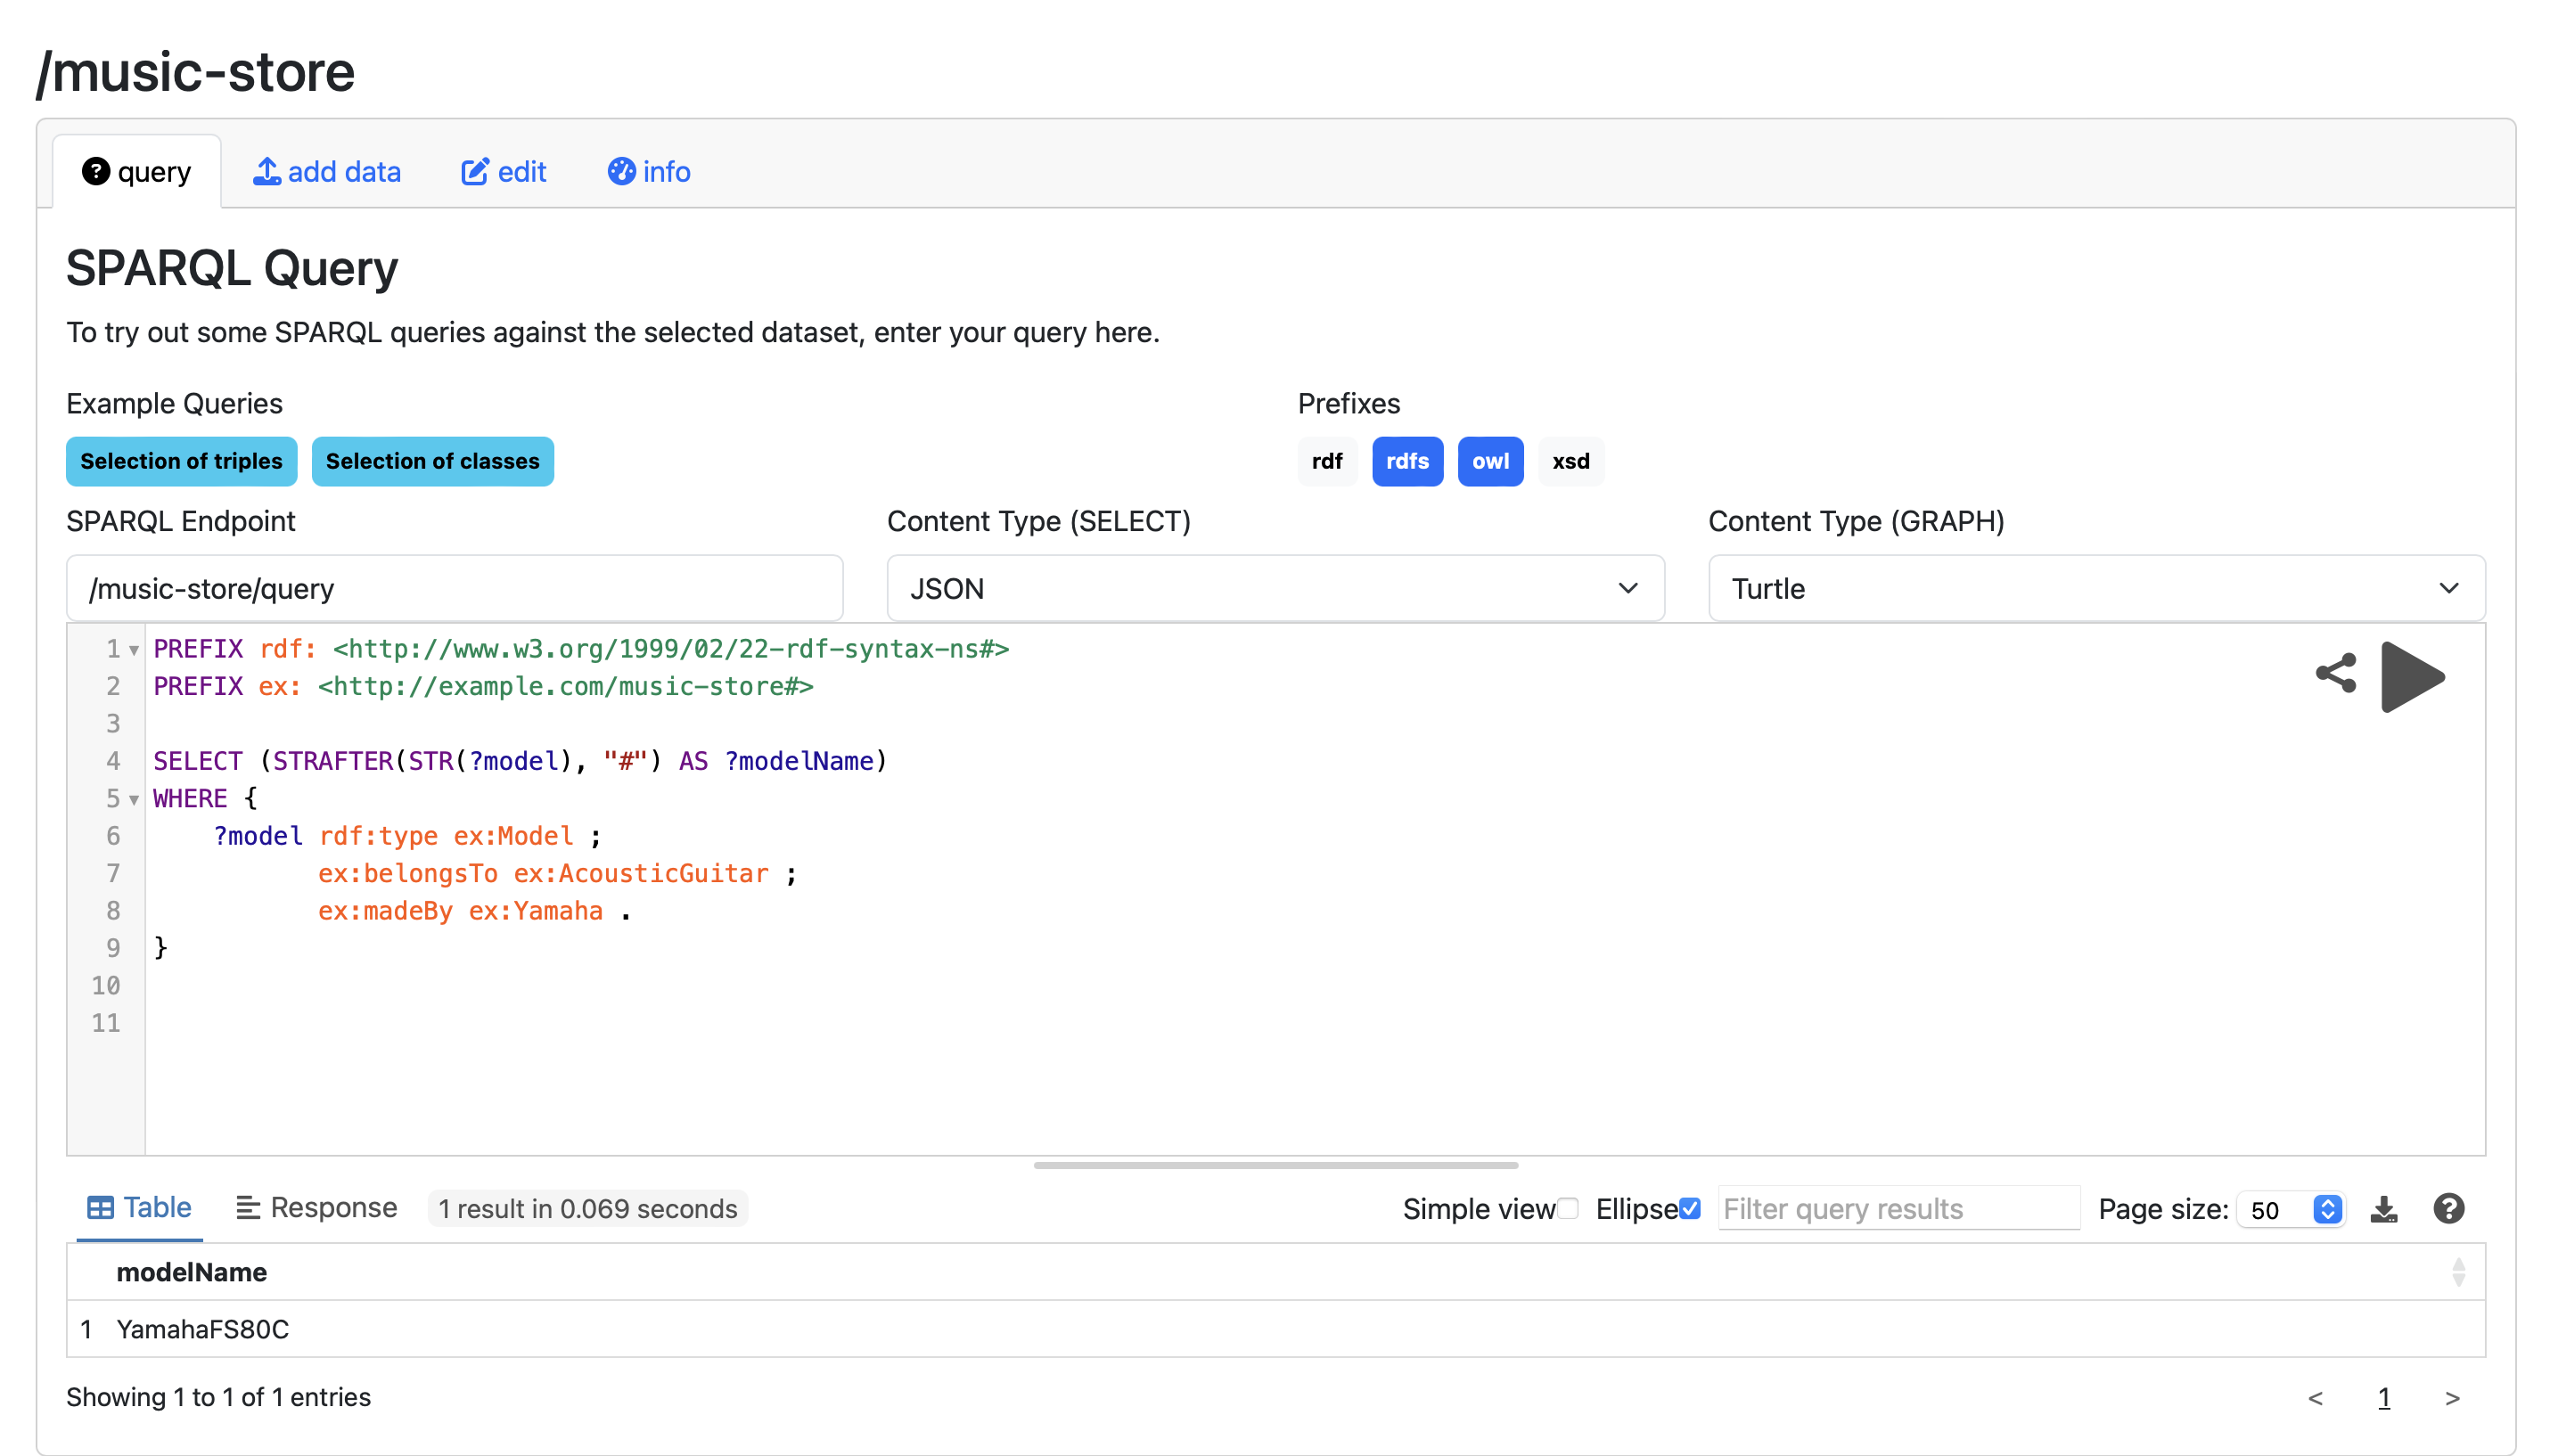 /music-store
query add data edit info
SPARQL Query
To try out some SPARQL queries against the selected dataset, enter your query here.
Example Queries Prefixes
Selection of triples Selection of classes rdf rdfs owl xsd
SPARQL Endpoint Content Type (SELECT) Content Type (GRAPH)
/music-store/query JSON Turtle
1 PREFIX rdf: <http://www.w3.org/1999/02/22-rdf-syntax-ns#>
2 PREFIX ex: <http://example.com/music-store#>
3
4 SELECT (STRAFTER(STR(?model), "#") AS ?modelName)
5 WHERE {
6 ?model rdf:type ex:Model ;
7 ex:belongsTo ex:AcousticGuitar ;
8 ex:madeBy ex:Yamaha .
9 }
10
11
Table Response 1 result in 0.069 seconds Simple view Ellipse Filter query results Page size: 50
modelName
1 YamahaFS80C
Showing 1 to 1 of 1 entries < 1 >